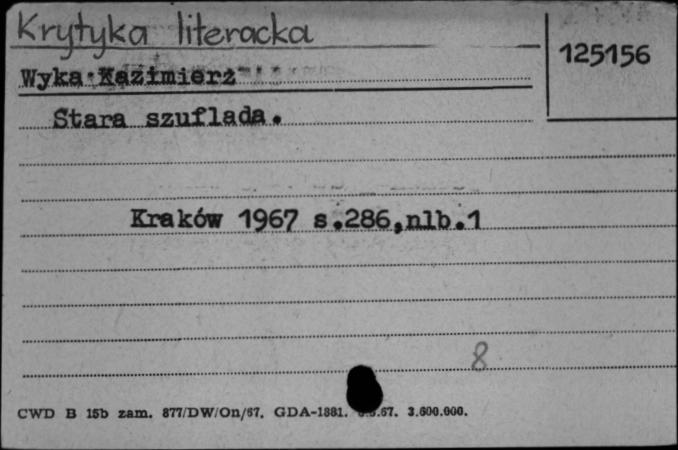 Krytyka literacka
125156
Wyka Kazimierz
Stara szuflada.
Kraków 1967 s.286,nlb.1
8
CWD B 15b zam. 877/DW/On/67. GDA-1881. .67. 3.600.000.